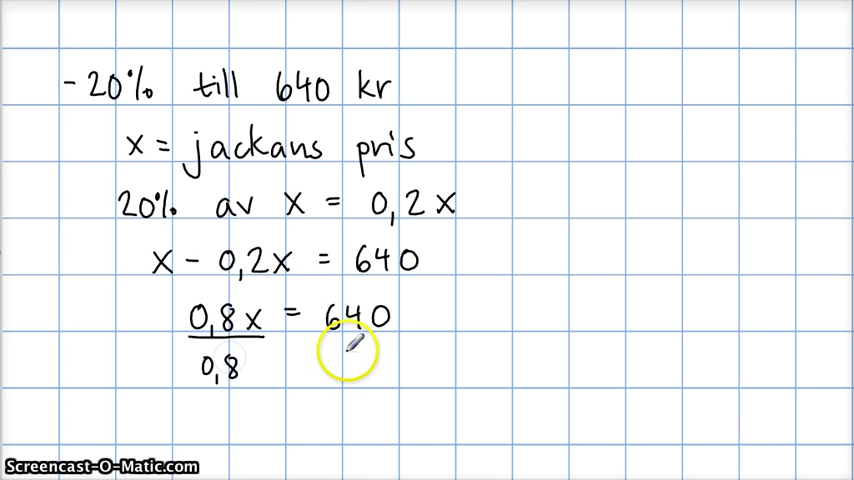 -20% till 640 kr
x = jackans pris
20% av x = 0,2x
x - 0,2x = 640
0,8x = 640
0,8
Screencast-O-Matic.com